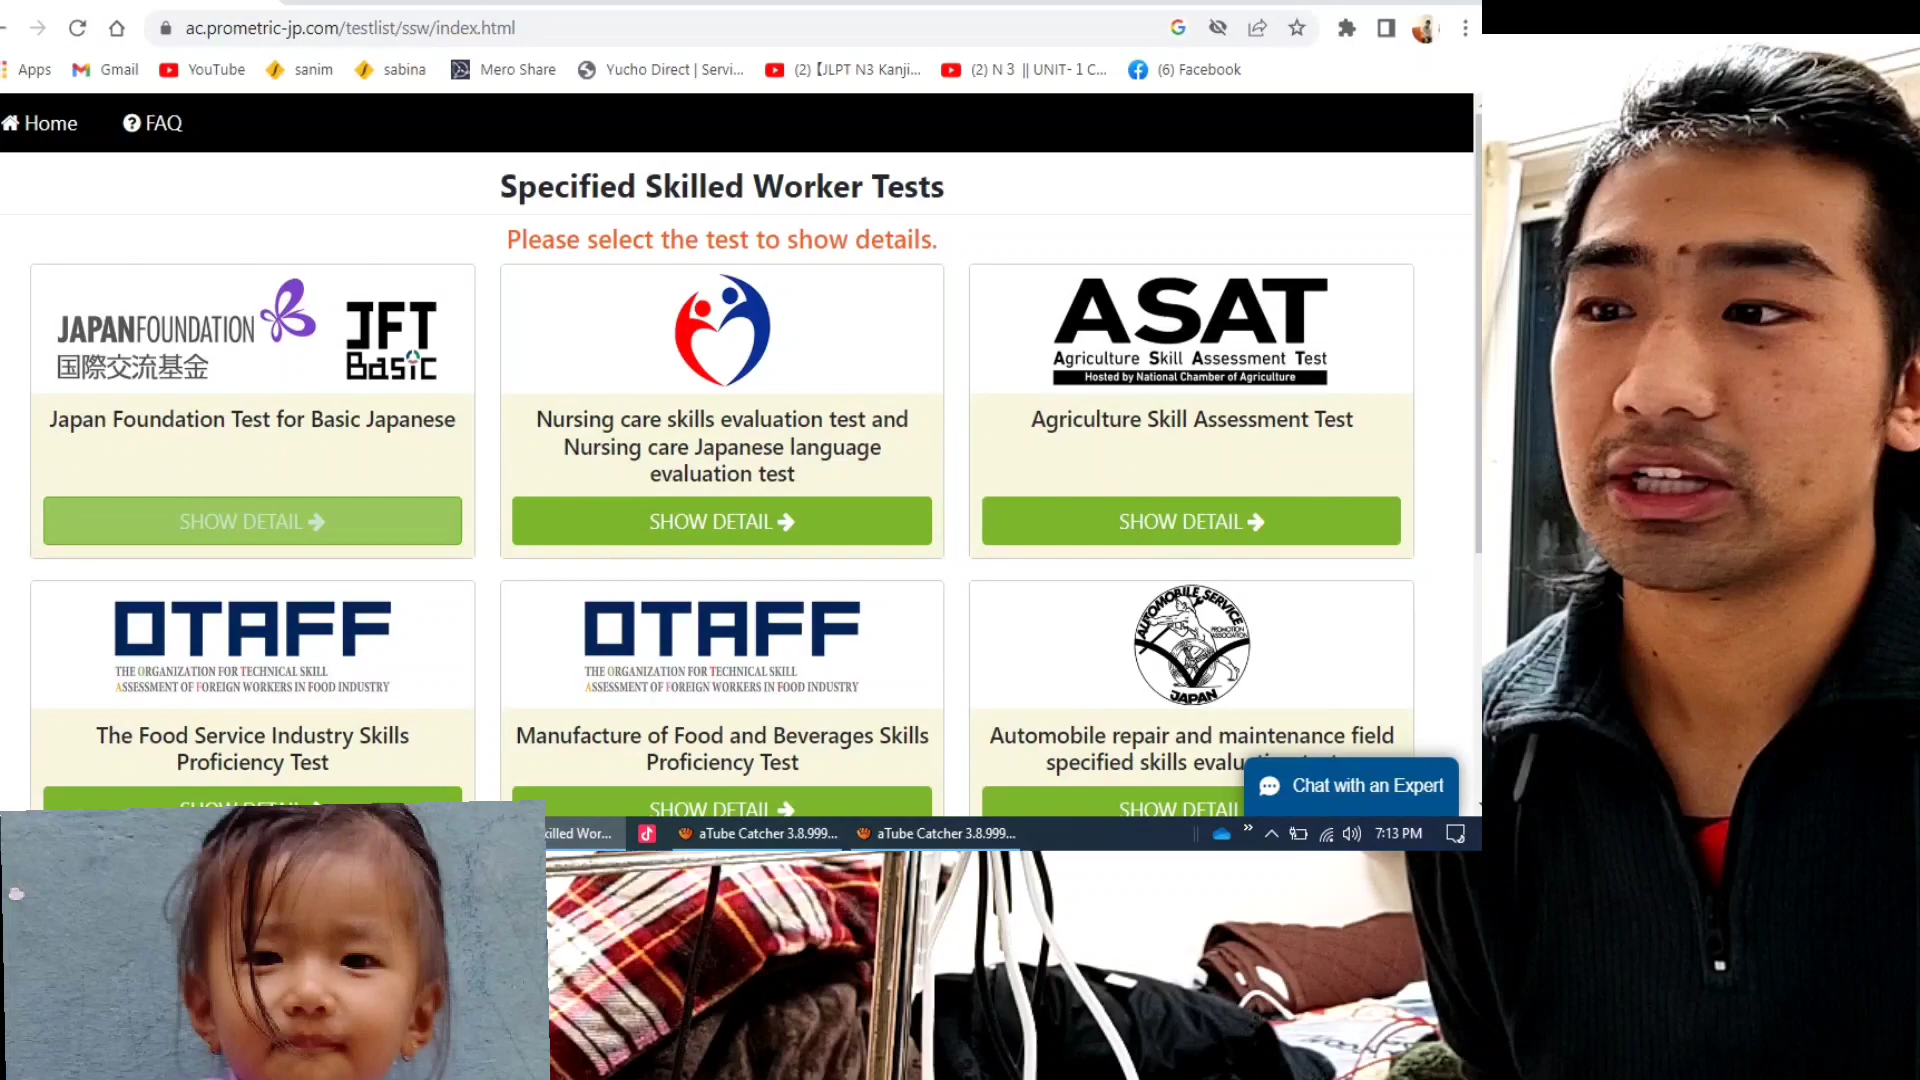 ac.prometric-jp.com/testlist/ssw/index.html
Apps Gmail YouTube sanim sabina Mero Share Yucho Direct | Servi... (2)【JLPT N3 Kanji... (2) N 3 || UNIT- 1 C... (6) Facebook
Home FAQ
Specified Skilled Worker Tests
Please select the test to show details.
JAPANFOUNDATION
国際交流基金
JFT
Basic
Japan Foundation Test for Basic Japanese
SHOW DETAIL
Nursing care skills evaluation test and
Nursing care Japanese language
evaluation test
SHOW DETAIL
ASAT
Agriculture Skill Assessment Test
Hosted by National Chamber of Agriculture
Agriculture Skill Assessment Test
SHOW DETAIL
OTAFF
THE ORGANIZATION FOR TECHNICAL SKILL
ASSESSMENT OF FOREIGN WORKERS IN FOOD INDUSTRY
The Food Service Industry Skills
Proficiency Test
SHOW DETAIL
OTAFF
THE ORGANIZATION FOR TECHNICAL SKILL
ASSESSMENT OF FOREIGN WORKERS IN FOOD INDUSTRY
Manufacture of Food and Beverages Skills
Proficiency Test
SHOW DETAIL
AUTOMOBILE SERVICE
PROMOTION
ASSOCIATION
JAPAN
Automobile repair and maintenance field
specified skills
SHOW DETAIL
Chat with an Expert
killed Wor... aTube Catcher 3.8.999... aTube Catcher 3.8.999... 7:13 PM